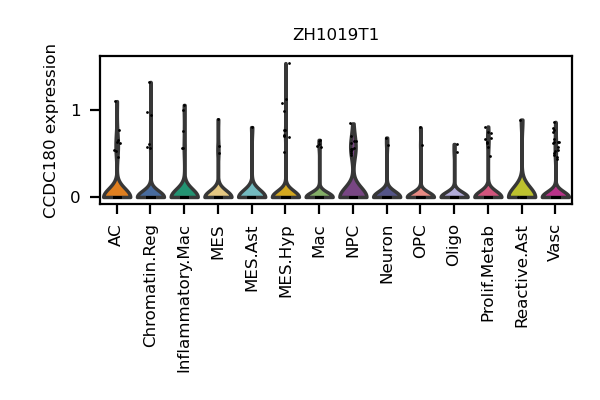 ZH1019T1
CCDC180 expression
1
0
AC
Chromatin.Reg
Inflammatory.Mac
MES
MES.Ast
MES.Hyp
Mac
NPC
Neuron
OPC
Oligo
Prolif.Metab
Reactive.Ast
Vasc